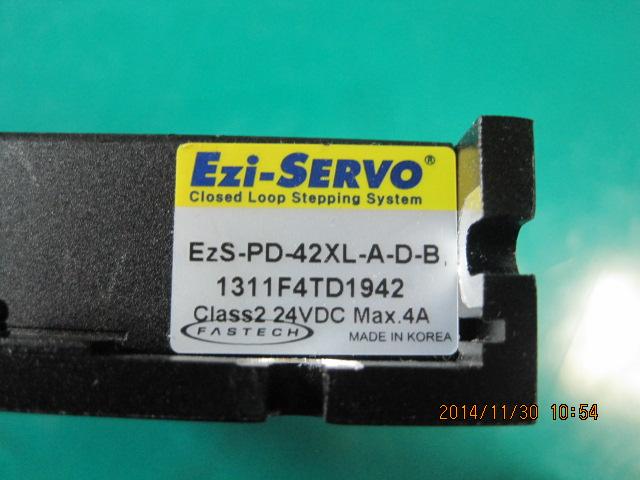 Ezi-SERVO®
Closed Loop Stepping System
EzS-PD-42XL-A-D-B
1311F4TD1942
Class2 24VDC Max.4A
FASTECH
MADE IN KOREA
2014/11/30 10:54